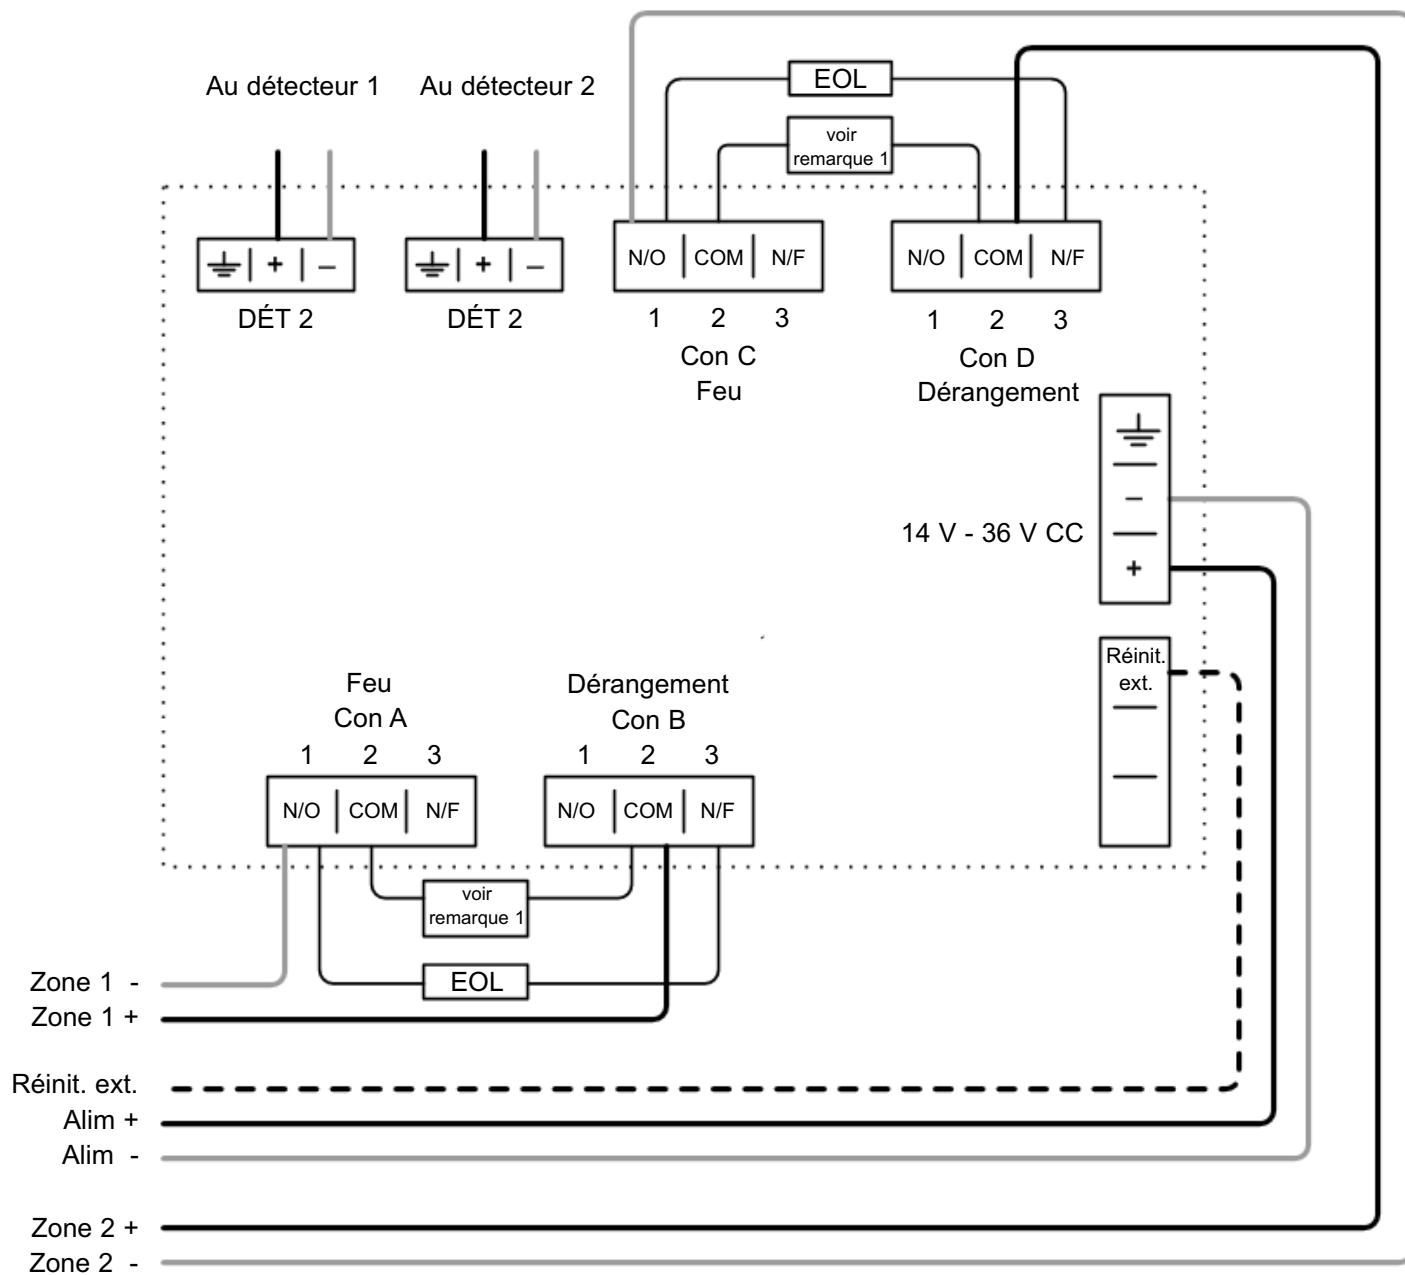 Au détecteur 1
Au détecteur 2
EOL
voir
remarque 1
+
–
DÉT 2
+
–
DÉT 2
N/O COM N/F
1 2 3
Con C
Feu
N/O COM N/F
1 2 3
Con D
Dérangement
14 V - 36 V CC
–
+
Réinit.
ext.
Feu
Con A
1 2 3
N/O COM N/F
Dérangement
Con B
1 2 3
N/O COM N/F
voir
remarque 1
EOL
Zone 1 -
Zone 1 +
Réinit. ext.
Alim +
Alim -
Zone 2 +
Zone 2 -